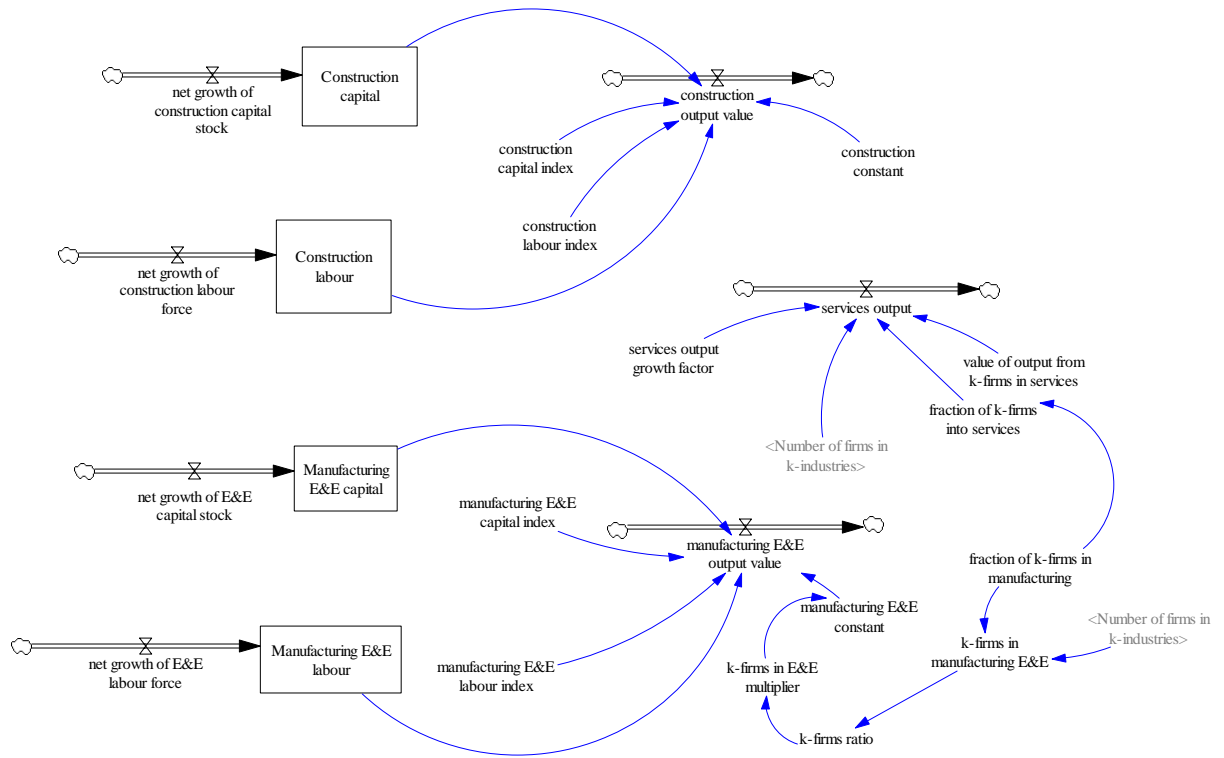 Construction
capital
net growth of
construction capital
stock
construction
output value
construction
capital index
construction
constant
construction
labour index
Construction
labour
net growth of
construction labour
force
services output
services output
growth factor
value of output from
k-firms in services
fraction of k-firms
into services
<Number of firms in
k-industries>
Manufacturing
E&E capital
net growth of E&E
capital stock
manufacturing E&E
capital index
manufacturing E&E
output value
fraction of k-firms in
manufacturing
manufacturing E&E
constant
<Number of firms in
k-industries>
k-firms in
manufacturing E&E
Manufacturing E&E
labour
net growth of E&E
labour force
manufacturing E&E
labour index
k-firms in E&E
multiplier
k-firms ratio